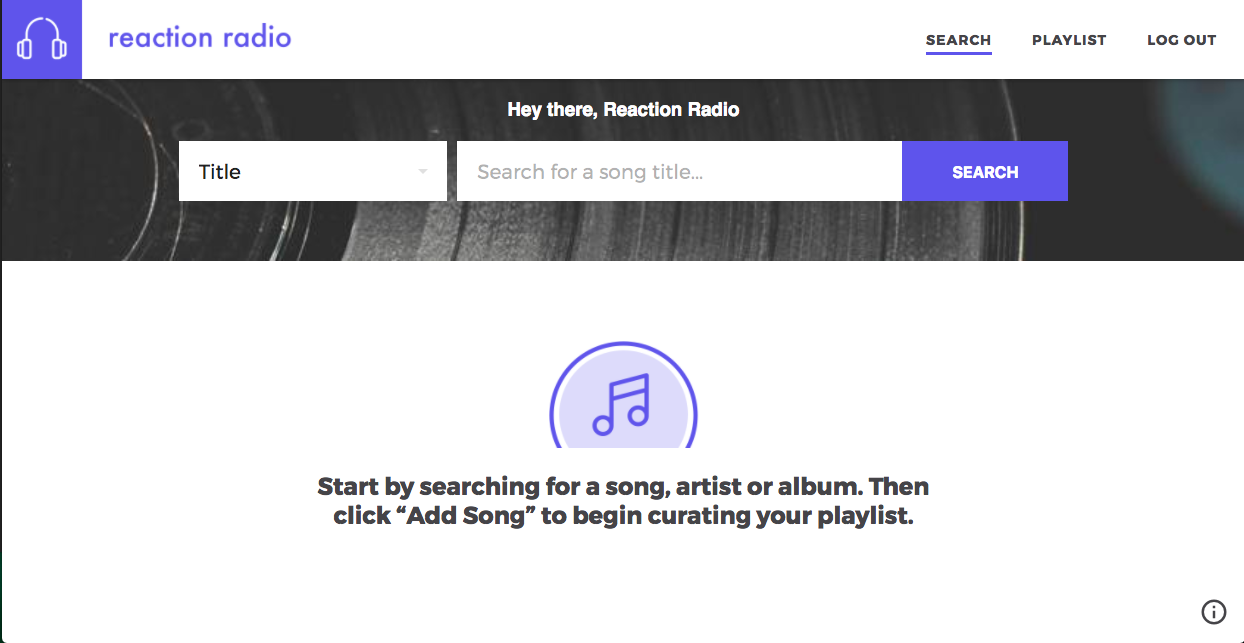 reaction radio
SEARCH
PLAYLIST
LOG OUT
Hey there, Reaction Radio
Title
Search for a song title...
SEARCH
Start by searching for a song, artist or album. Then
click “Add Song” to begin curating your playlist.